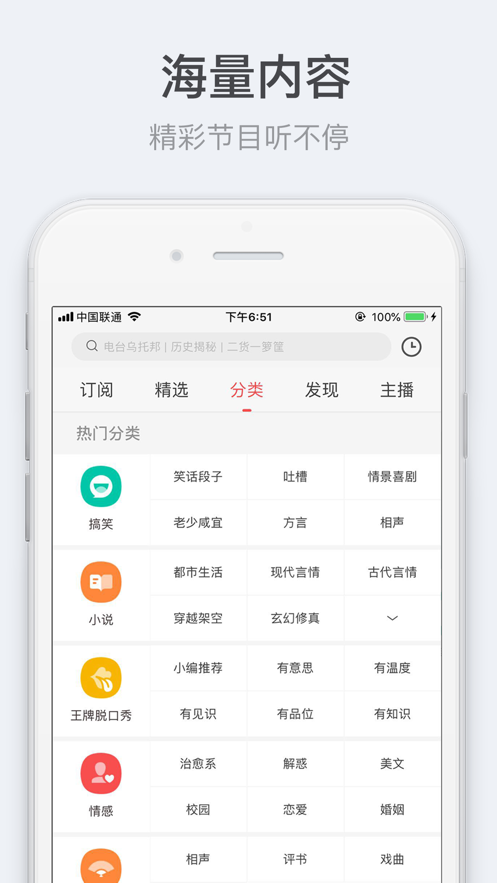 海量内容
精彩节目听不停
中国联通 下午6:51 100%
电台乌托邦 | 历史揭秘 | 二货一箩筐
订阅 精选 分类 发现 主播
热门分类
笑话段子 吐槽 情景喜剧
搞笑
老少咸宜 方言 相声
都市生活 现代言情 古代言情
小说
穿越架空 玄幻修真
小编推荐 有意思 有温度
王牌脱口秀
有见识 有品位 有知识
治愈系 解惑 美文
情感
校园 恋爱 婚姻
相声 评书 戏曲